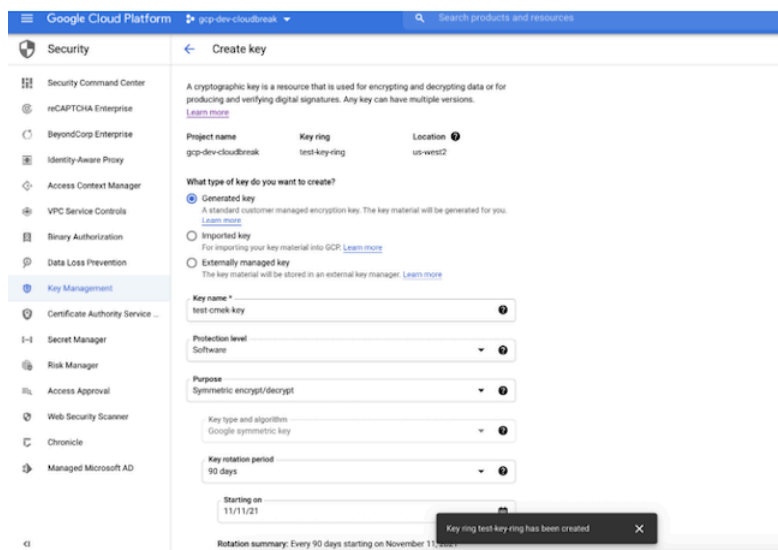 Google Cloud Platform
gcp-dev-cloudbreak
Search products and resources
Security
Create key
Security Command Center
reCAPTCHA Enterprise
BeyondCorp Enterprise
Identity-Aware Proxy
Access Context Manager
VPC Service Controls
Binary Authorization
Data Loss Prevention
Key Management
Certificate Authority Service ...
Secret Manager
Risk Manager
Access Approval
Web Security Scanner
Chronicle
Managed Microsoft AD
A cryptographic key is a resource that is used for encrypting and decrypting data or for
producing and verifying digital signatures. Any key can have multiple versions.
Learn more
Project name Key ring Location
gcp-dev-cloudbreak test-key-ring us-west2
What type of key do you want to create?
Generated key
A standard customer managed encryption key. The key material will be generated for you.
Learn more
Imported key
For importing your key material into GCP. Learn more
Externally managed key
The key material will be stored in an external key manager. Learn more
Key name *
test-cmek-key
Protection level
Software
Purpose
Symmetric encrypt/decrypt
Key type and algorithm
Google symmetric key
Key rotation period
90 days
Starting on
11/11/21
Rotation summary: Every 90 days starting on November 11, 2021
Key ring test-key-ring has been created